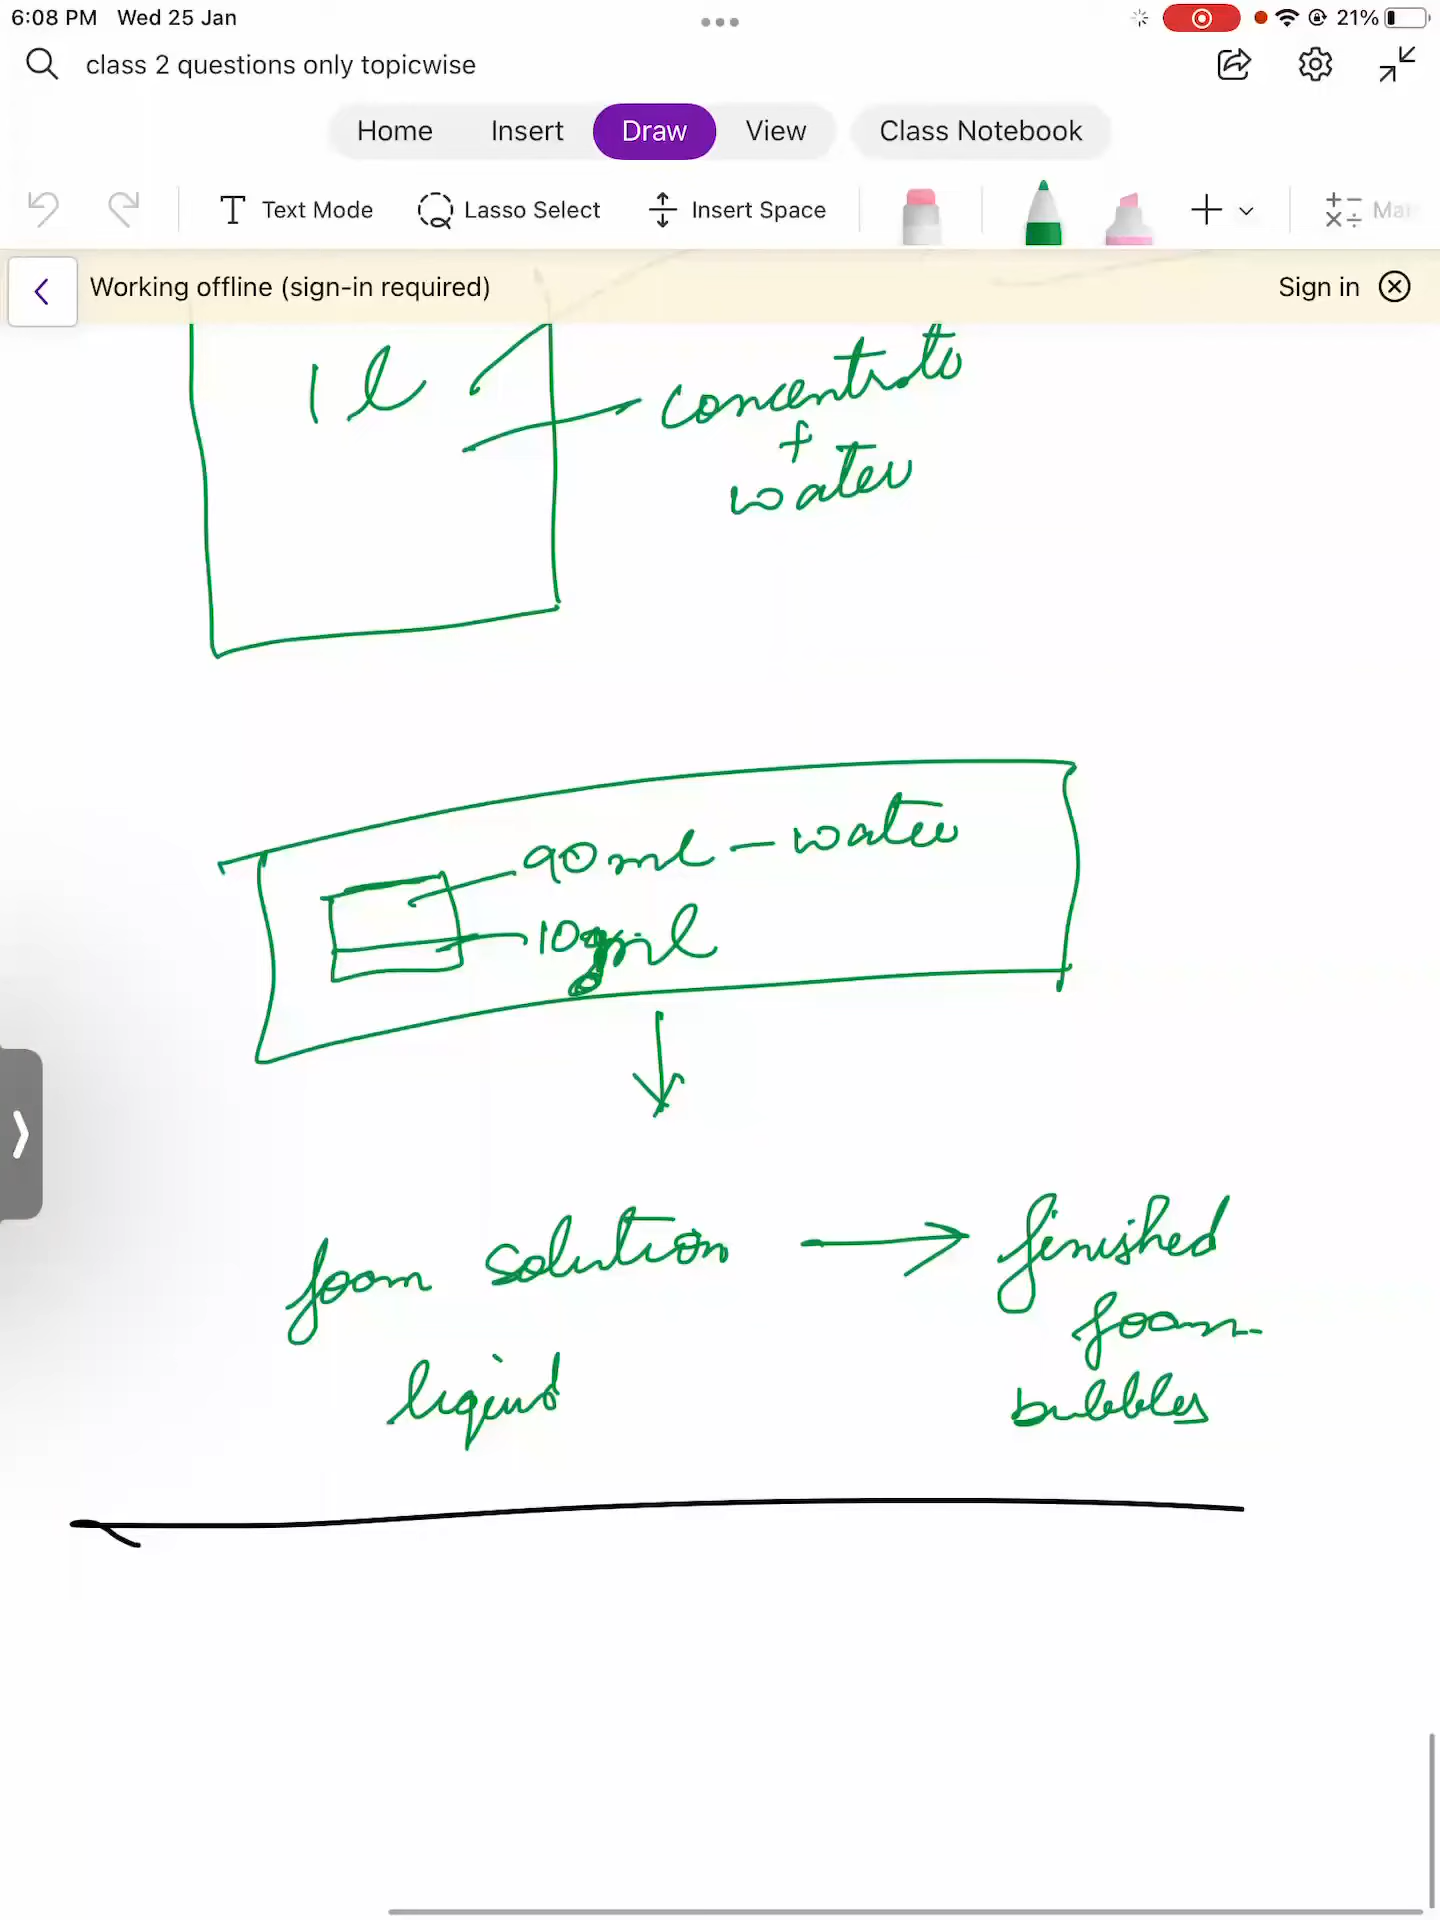 6:08 PM Wed 25 Jan
21%
class 2 questions only topicwise
Home Insert Draw View Class Notebook
Text Mode Lasso Select Insert Space
Working offline (sign-in required) Sign in
1 l
concentrate
+
water
90ml - water
foam solution → finished
foam
liquid
bubbles